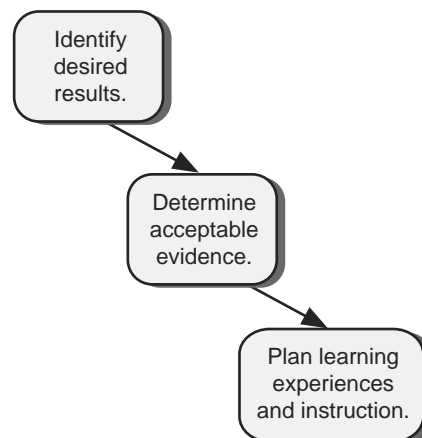 Identify
desired
results.
Determine
acceptable
evidence.
Plan learning
experiences
and instruction.